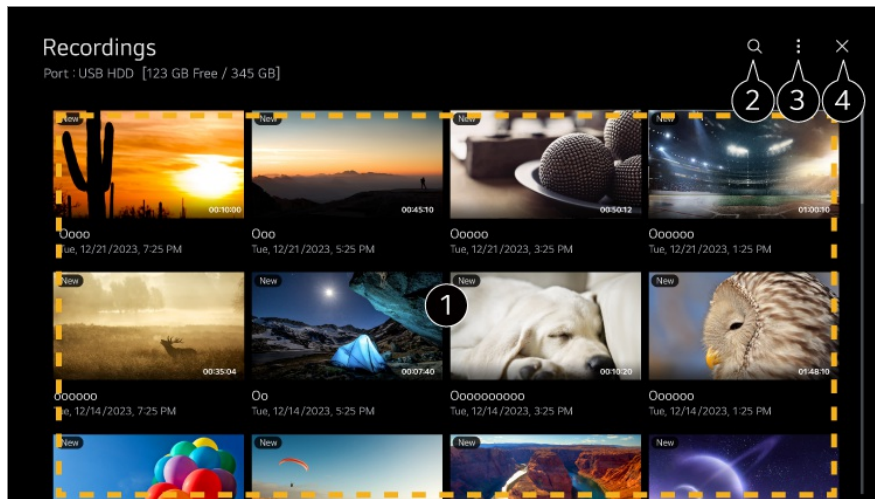 Recordings
Port : USB HDD [123 GB Free / 345 GB]
2 3 4
New New New New
00:10:00 00:45:10 00:50:12 01:00:10
Oooo Ooo Ooooo Oooooo
Tue, 12/21/2023, 7:25 PM Tue, 12/21/2023, 5:25 PM Tue, 12/21/2023, 3:25 PM Tue, 12/21/2023, 1:25 PM
New New New New
1
00:35:04 00:07:40 00:10:20 01:48:10
oooooo Oo Oooooooooo Oooooo
Tue, 12/14/2023, 7:25 PM Tue, 12/14/2023, 5:25 PM Tue, 12/14/2023, 3:25 PM Tue, 12/14/2023, 1:25 PM
New New New New